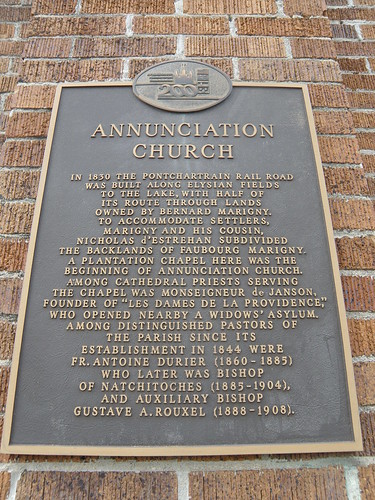 200
ANNUNCIATION
CHURCH
IN 1830 THE PONTCHARTRAIN RAIL ROAD
WAS BUILT ALONG ELYSIAN FIELDS
TO THE LAKE, WITH HALF OF
ITS ROUTE THROUGH LANDS
OWNED BY BERNARD MARIGNY.
TO ACCOMMODATE SETTLERS,
MARIGNY AND HIS COUSIN,
NICHOLAS d'ESTREHAN SUBDIVIDED
THE BACKLANDS OF FAUBOURG MARIGNY.
A PLANTATION CHAPEL HERE WAS THE
BEGINNING OF ANNUNCIATION CHURCH.
AMONG CATHEDRAL PRIESTS SERVING
THE CHAPEL WAS MONSEIGNEUR de JANSON,
FOUNDER OF "LES DAMES DE LA PROVIDENCE,"
WHO OPENED NEARBY A WIDOWS' ASYLUM.
AMONG DISTINGUISHED PASTORS OF
THE PARISH SINCE ITS
ESTABLISHMENT IN 1844 WERE
FR. ANTOINE DURIER (1860-1885)
WHO LATER WAS BISHOP
OF NATCHITOCHES (1885-1904),
AND AUXILIARY BISHOP
GUSTAVE A. ROUXEL (1888-1908).